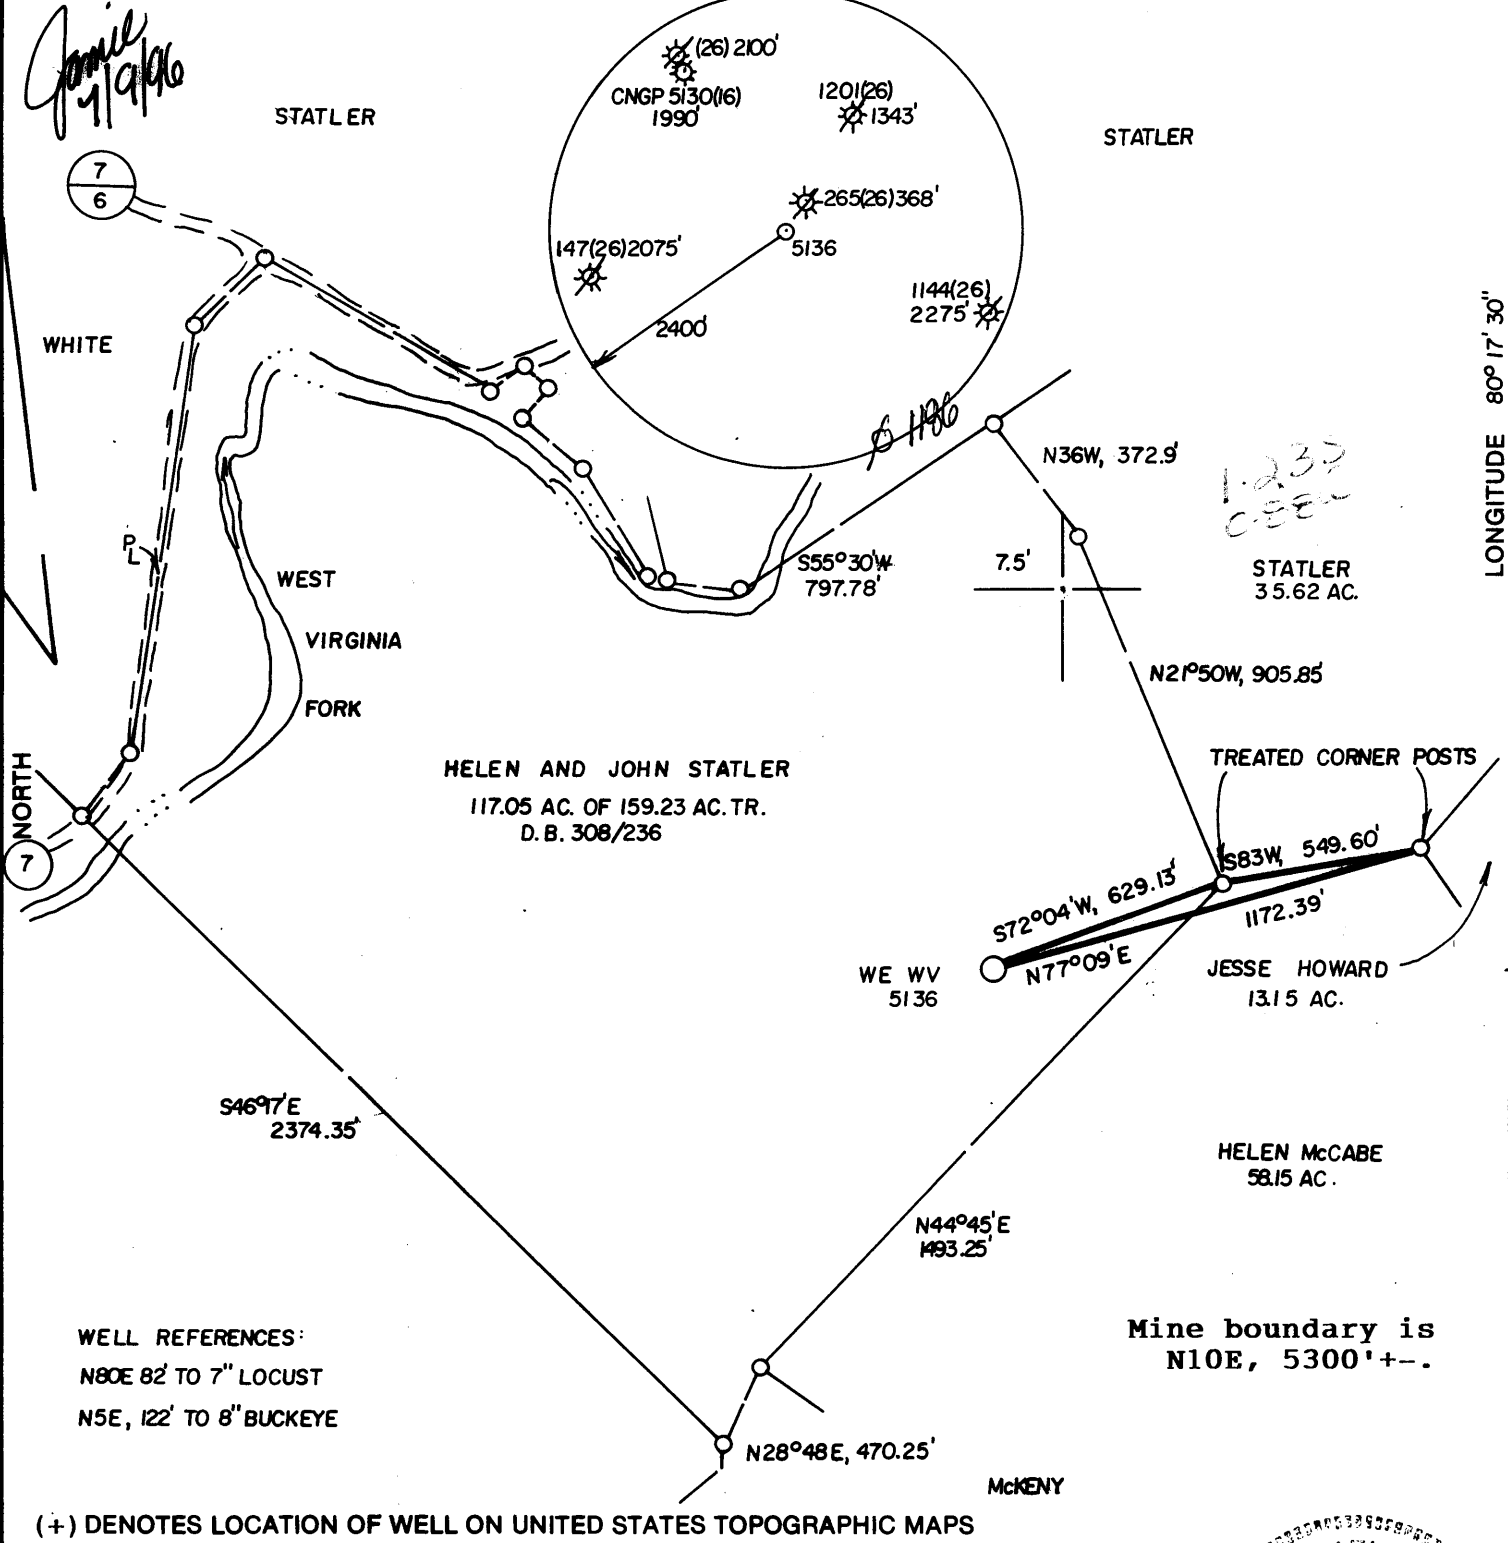 Jamie
7/9/96
(26) 2100'
CNGP 5130(16)
1990'
1201(26)
1343'
STATLER
STATLER
7
6
265(26)368'
5136
147(26)2075'
1144(26)
2275'
2400'
WHITE
LONGITUDE 80° 17' 30"
1186
N36W, 372.9'
1.235
S55°30'W
797.78'
7.5'
STATLER
35.62 AC.
PL
WEST
VIRGINIA
FORK
N21°50W, 905.85'
NORTH
7
HELEN AND JOHN STATLER
117.05 AC. OF 159.23 AC. TR.
D.B. 308/236
TREATED CORNER POSTS
S83W, 549.60'
S72°04'W, 629.13'
1172.39'
N77°09'E
WE WV
5136
JESSE HOWARD
13.15 AC.
S46°17'E
2374.35'
HELEN McCABE
58.15 AC.
N44°45'E
1493.25'
WELL REFERENCES:
N80E 82' TO 7" LOCUST
N5E, 122' TO 8" BUCKEYE
Mine boundary is
N10E, 5300'+-.
N28°48E, 470.25'
McKENY
(+) DENOTES LOCATION OF WELL ON UNITED STATES TOPOGRAPHIC MAPS